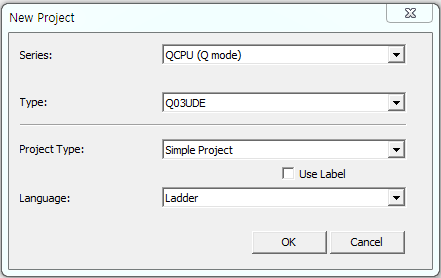 New Project
Series: QCPU (Q mode)
Type: Q03UDE
Project Type: Simple Project
Use Label
Language: Ladder
OK Cancel